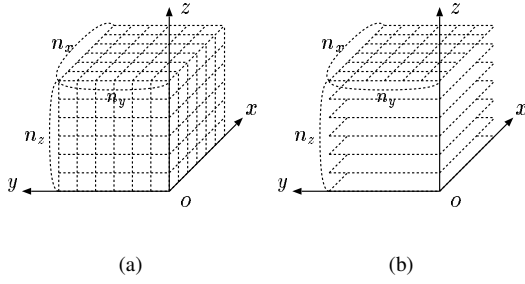 z z
n_x n_x
n_y n_y
x x
n_z n_z
y y
o o
(a) (b)